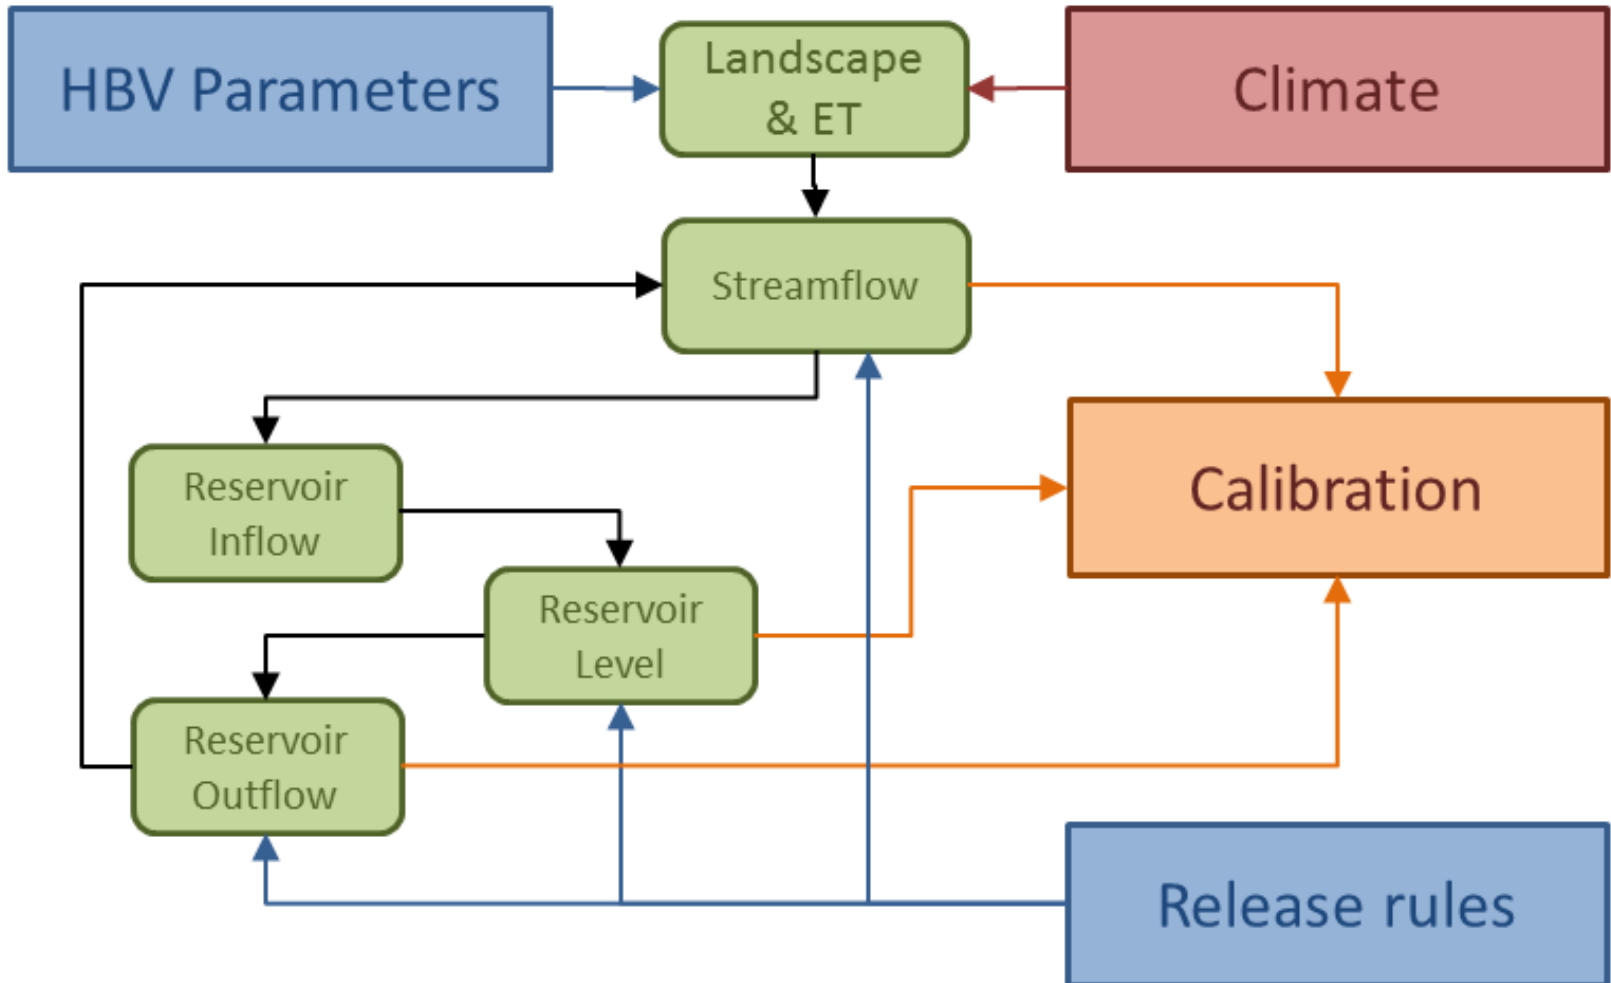 HBV Parameters
Landscape
& ET
Climate
Streamflow
Reservoir
Inflow
Calibration
Reservoir
Level
Reservoir
Outflow
Release rules